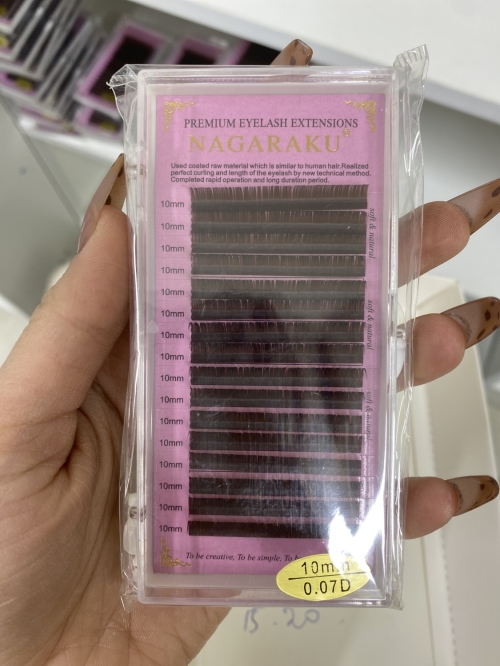 PREMIUM EYELASH EXTENSIONS
NAGARAKU
Used coated raw material which is similar to human hair.Realized
perfect curling and length of the eyelash by new technical method.
Completed rapid operation and long duration period.
10mm
soft & natural
10mm
10mm
10mm
10mm
soft & natural
10mm
10mm
10mm
10mm
soft &
10mm
10mm
10mm
10mm
10mm
10mm
10mm
To be creative, To be simple, To b
10mm
0.07D
B.20